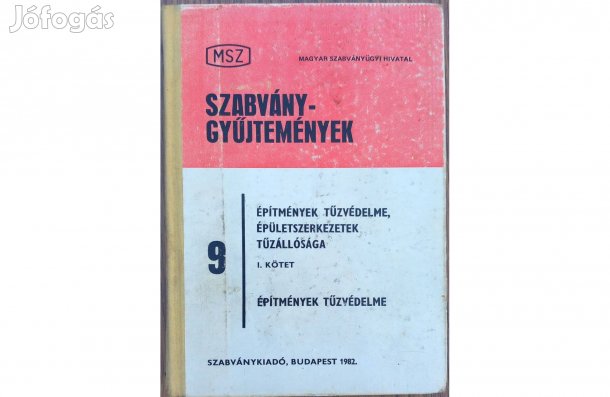 Jófogás
MSZ
MAGYAR SZABVÁNYÜGYI HIVATAL
SZABVÁNY-
GYŰJTEMÉNYEK
9
ÉPÍTMÉNYEK TŰZVÉDELME,
ÉPÜLETSZERKEZETEK
TŰZÁLLÓSÁGA
I. KÖTET
ÉPÍTMÉNYEK TŰZVÉDELME
SZABVÁNYKIADÓ, BUDAPEST 1982.